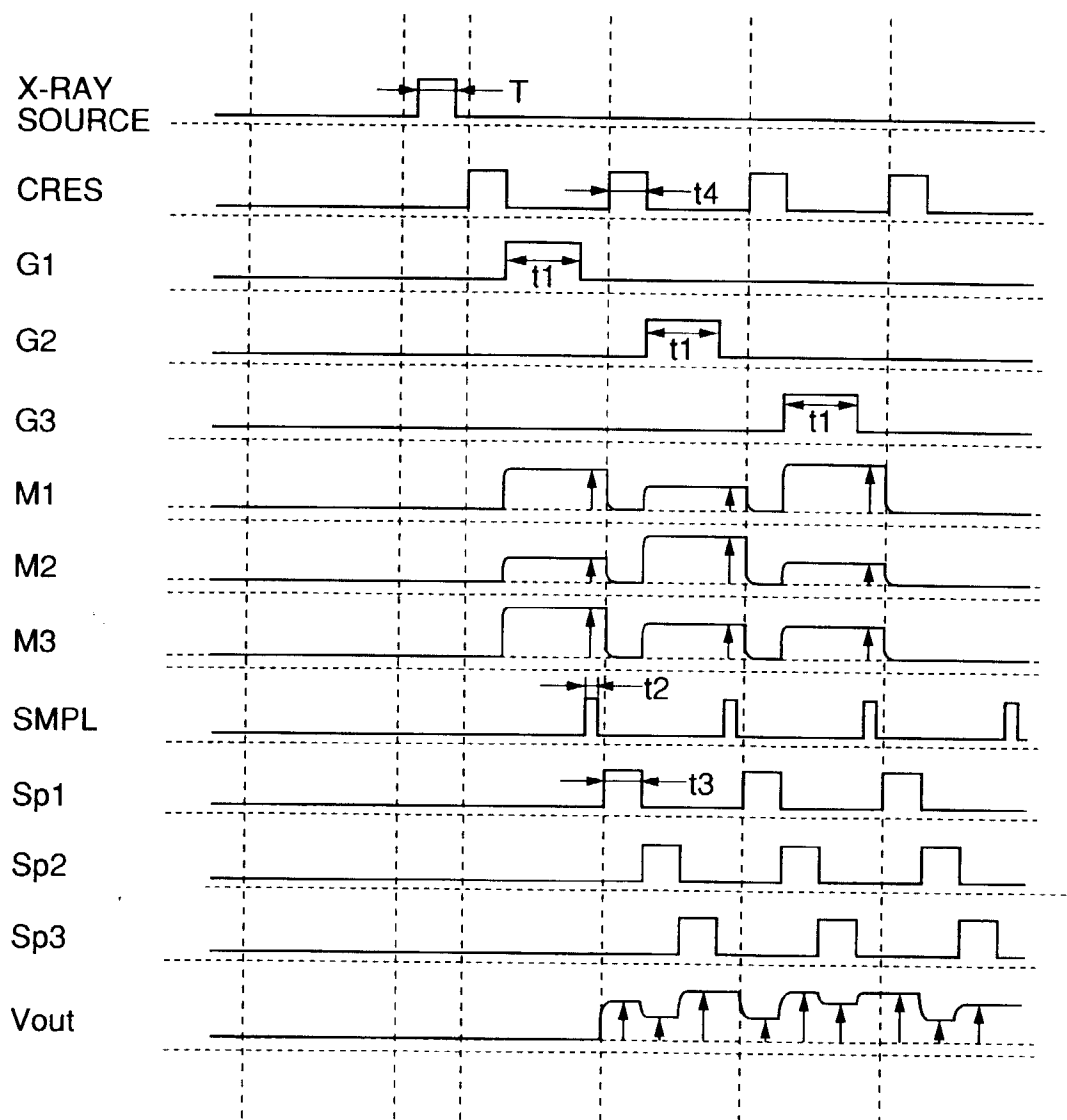 X-RAY
SOURCE
T
CRES
t4
G1
t1
G2
t1
G3
t1
M1
M2
M3
t2
SMPL
Sp1
t3
Sp2
Sp3
Vout